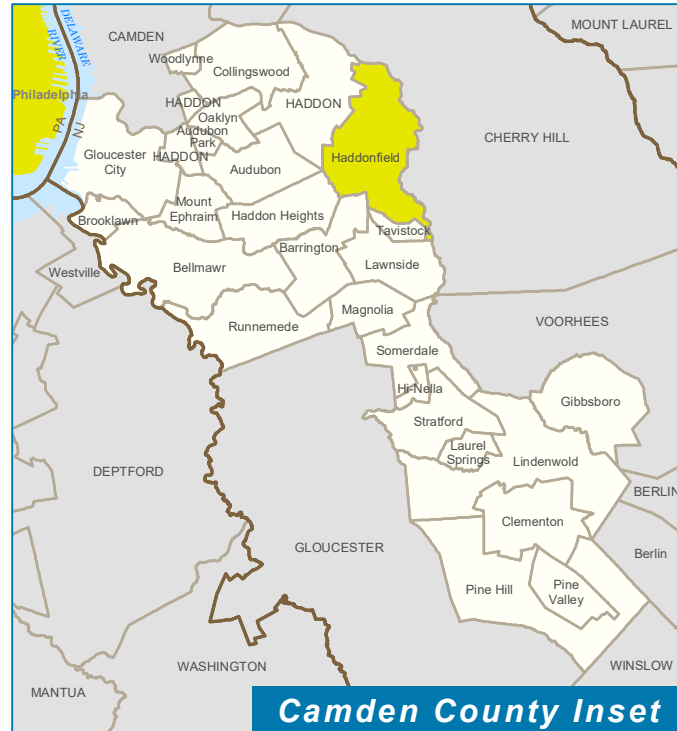 MOUNT LAUREL
DELAWARE
RIVER
CAMDEN
Woodlynne
Collingswood
Philadelphia
HADDON
HADDON
Oaklyn
PA
NJ
Audubon
Park
CHERRY HILL
Gloucester
City
HADDON
Audubon
Haddonfield
Mount
Ephraim
Haddon Heights
Brooklawn
Tavistock
Barrington
Westville
Bellmawr
Lawnside
Magnolia
Runnemede
VOORHEES
Somerdale
Hi-Nella
Gibbsboro
Stratford
Laurel
Springs
Lindenwold
DEPTFORD
BERLIN
Clementon
GLOUCESTER
Berlin
Pine Hill
Pine
Valley
WASHINGTON
WINSLOW
MANTUA
Camden County Inset